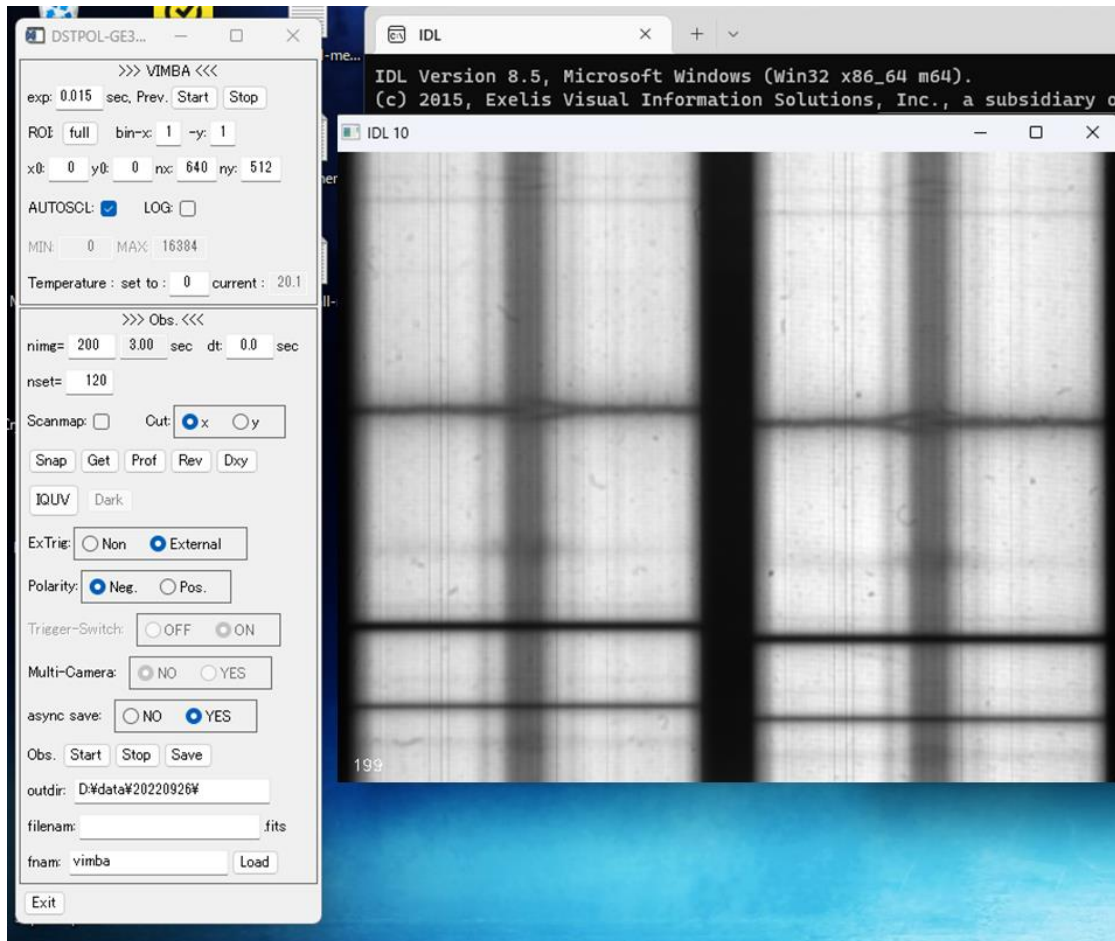 DSTPOL-GE3...
>>> VIMBA <<<
exp: 0.015 sec, Prev. Start Stop
ROI: full bin-x: 1 -y: 1
x0: 0 y0: 0 nx: 640 ny: 512
AUTOSCL: LOG:
MIN: 0 MAX: 16384
Temperature : set to : 0 current : 20.1
>>> Obs. <<<
nimg= 200 3.00 sec dt: 0.0 sec
nset= 120
Scanmap: Cut: x y
Snap Get Prof Rev Dxy
IQUV Dark
ExTrig: Non External
Polarity: Neg. Pos.
Trigger-Switch: OFF ON
Multi-Camera: NO YES
async save: NO YES
Obs. Start Stop Save
outdir: D:¥data¥20220926¥
filenam: .fits
fnam: vimba Load
Exit
-me...
IDL
IDL Version 8.5, Microsoft Windows (Win32 x86_64 m64).
(c) 2015, Exelis Visual Information Solutions, Inc., a subsidiary
IDL 10
199